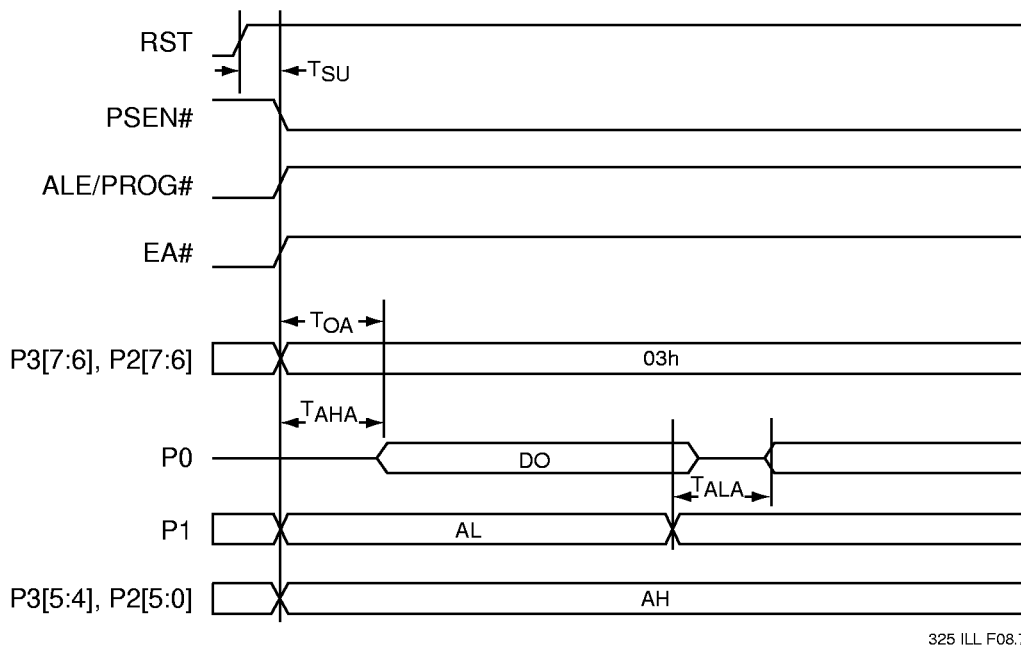 RST
TSU
PSEN#
ALE/PROG#
EA#
TOA
P3[7:6], P2[7:6]
03h
TAHA
P0
DO
TALA
P1
AL
P3[5:4], P2[5:0]
AH
325 ILL F08.7